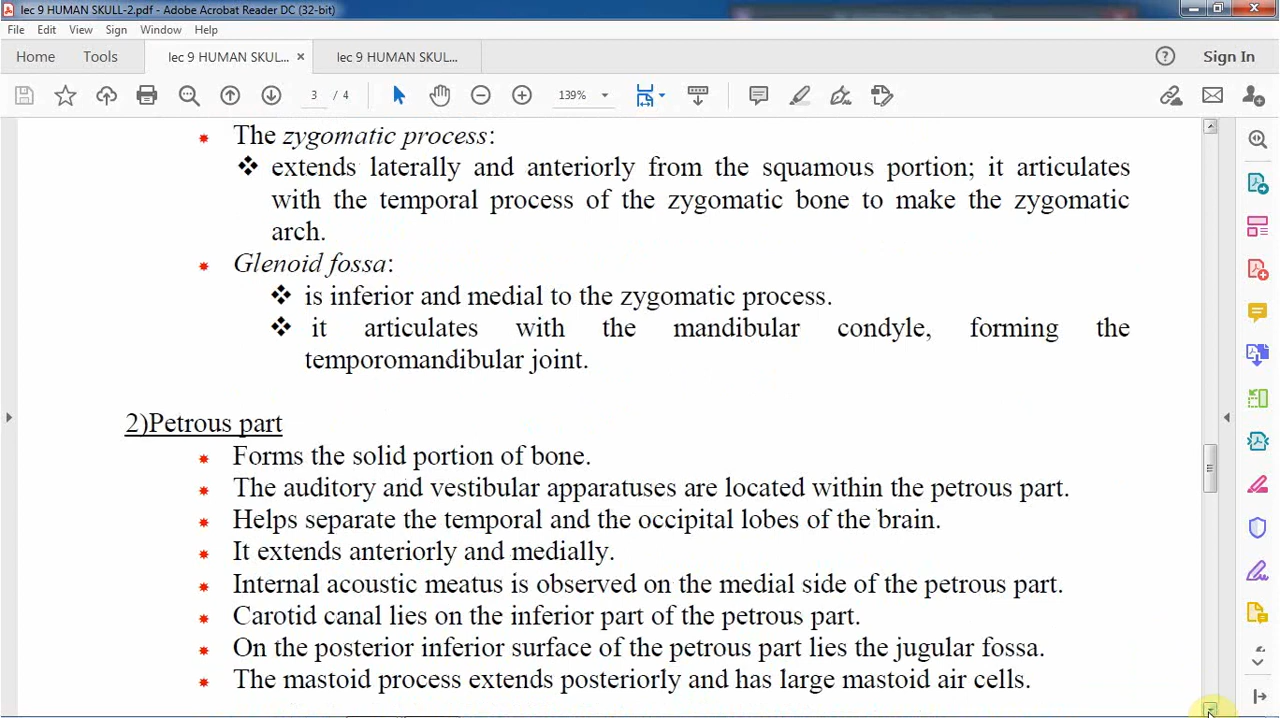 lec 9 HUMAN SKULL-2.pdf - Adobe Acrobat Reader DC (32-bit)
File Edit View Sign Window Help
Home Tools lec 9 HUMAN SKUL... × lec 9 HUMAN SKUL... Sign In
3 / 4 139%
The zygomatic process:
extends laterally and anteriorly from the squamous portion; it articulates
with the temporal process of the zygomatic bone to make the zygomatic
arch.
Glenoid fossa:
is inferior and medial to the zygomatic process.
it articulates with the mandibular condyle, forming the
temporomandibular joint.
2)Petrous part
Forms the solid portion of bone.
The auditory and vestibular apparatuses are located within the petrous part.
Helps separate the temporal and the occipital lobes of the brain.
It extends anteriorly and medially.
Internal acoustic meatus is observed on the medial side of the petrous part.
Carotid canal lies on the inferior part of the petrous part.
On the posterior inferior surface of the petrous part lies the jugular fossa.
The mastoid process extends posteriorly and has large mastoid air cells.